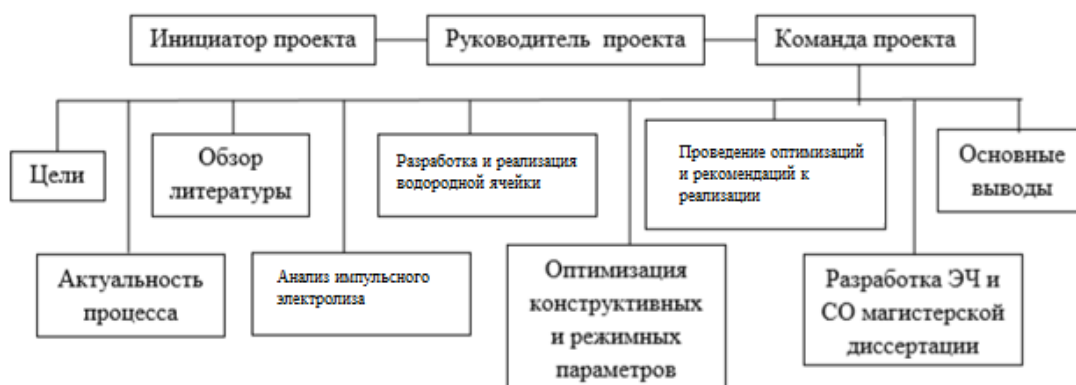 Инициатор проекта
Руководитель проекта
Команда проекта
Цели
Обзор
литературы
Разработка и реализация
водородной ячейки
Проведение оптимизаций
и рекомендаций к
реализации
Основные
выводы
Актуальность
процесса
Анализ импульсного
электролиза
Оптимизация
конструктивных
и режимных
параметров
Разработка ЭЧ и
СО магистерской
диссертации